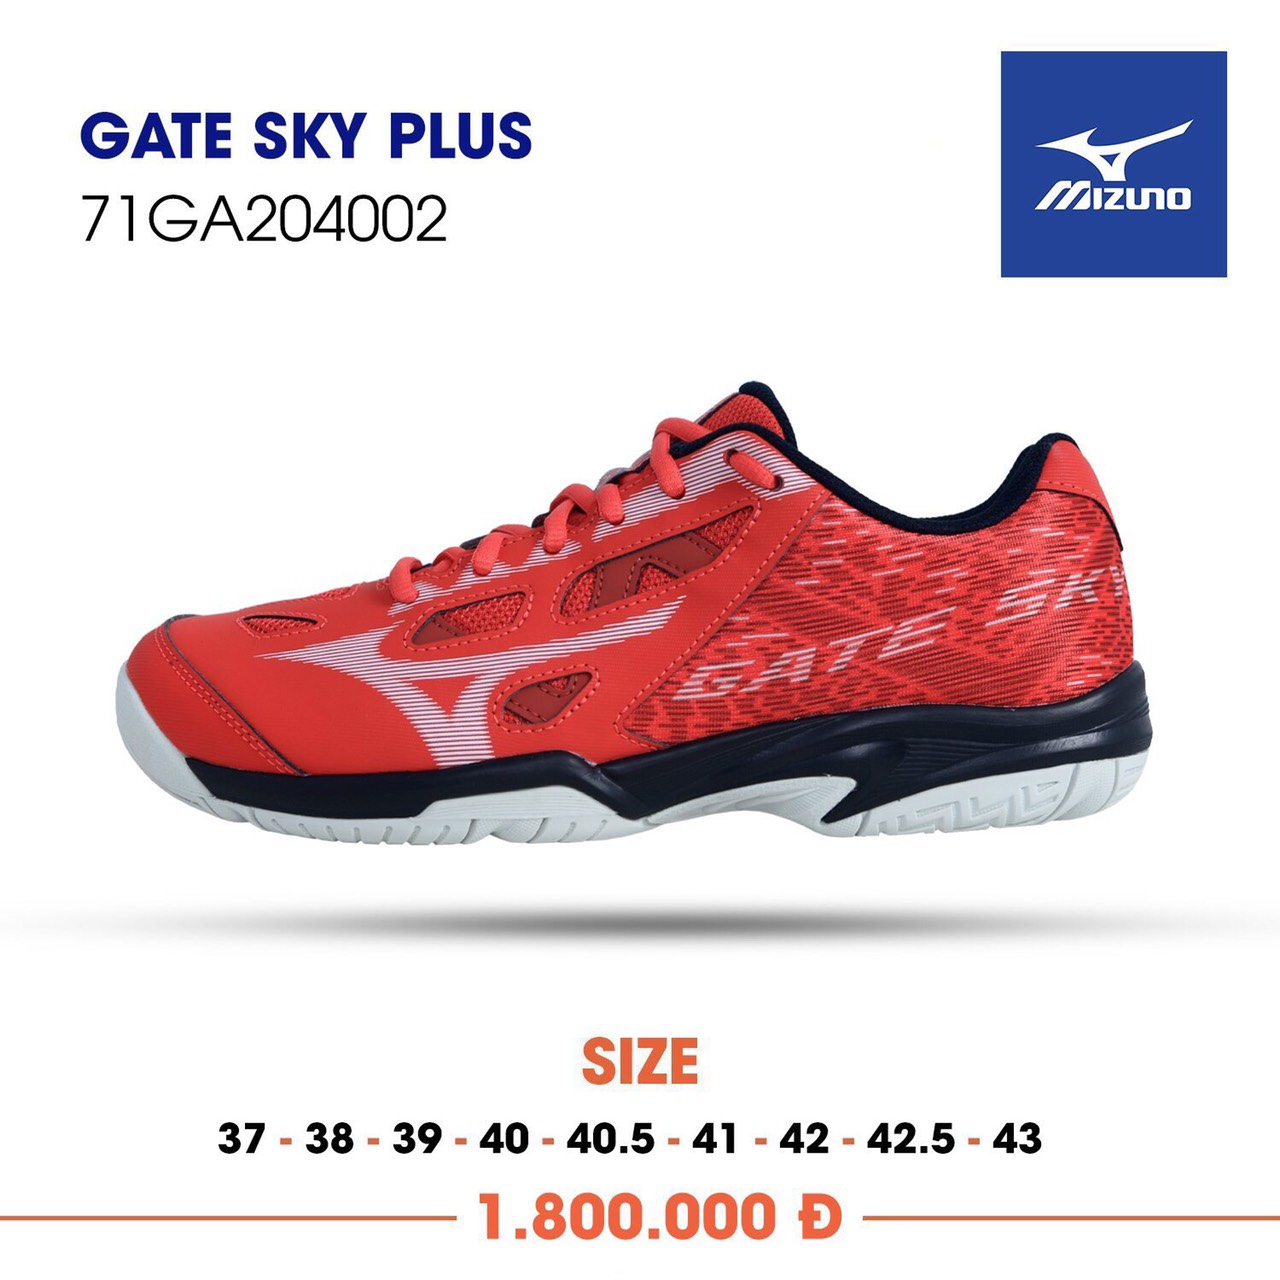 GATE SKY PLUS
71GA204002
MIZUNO
GATE SKY
SIZE
37 - 38 - 39 - 40 - 40.5 - 41 - 42 - 42.5 - 43
1.800.000 Đ